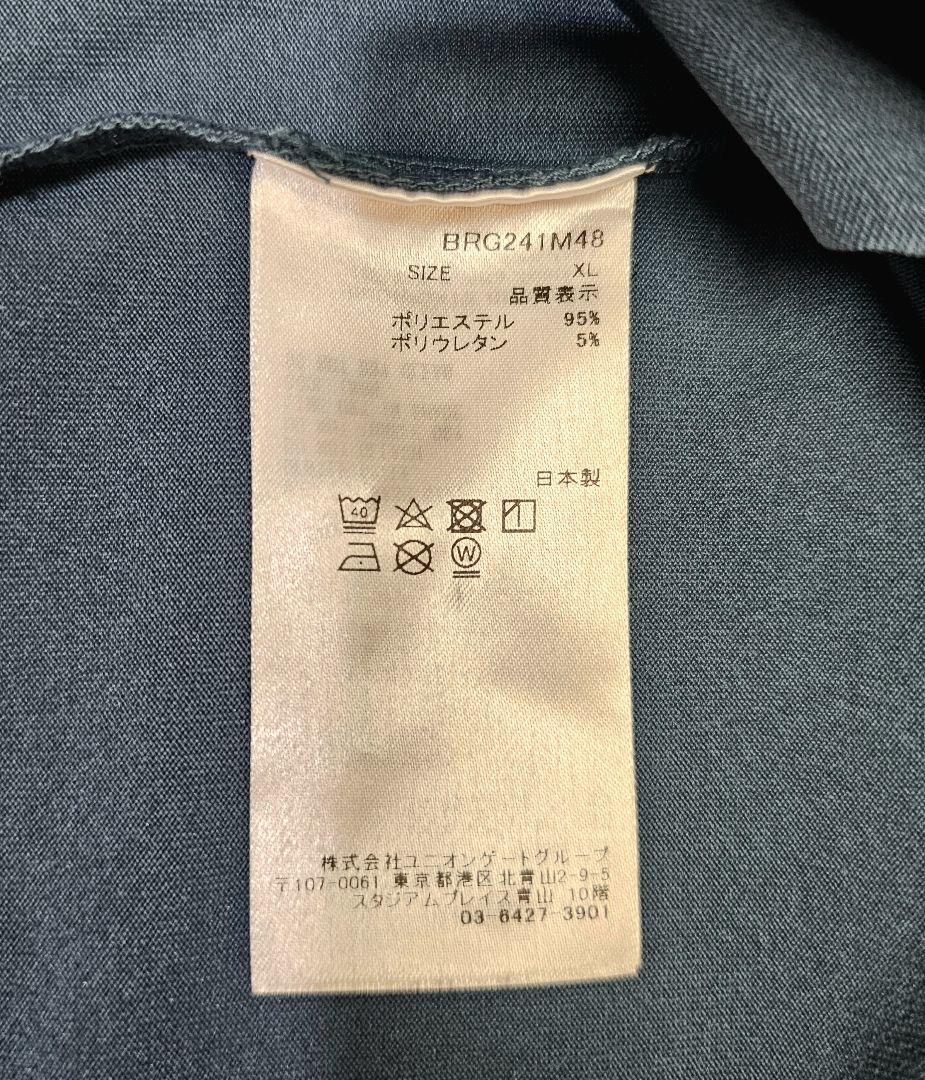 BRG241M48
SIZE XL
品質表示
ポリエステル 95%
ポリウレタン 5%
日本製
40
W
株式会社ユニオンゲートグループ
〒107-0061 東京都港区北青山2-9-5
スタジアムプレイス青山 10階
03-6427-3901